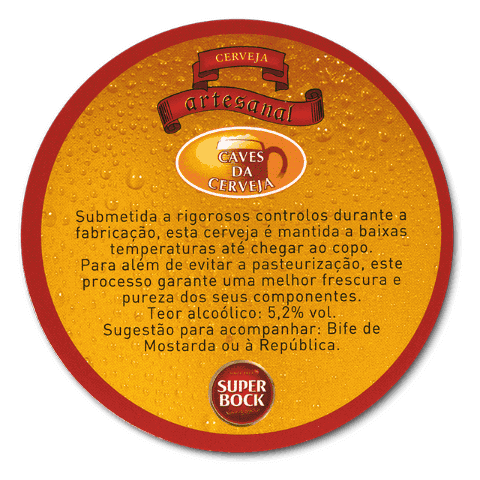 CERVEJA
artesanal
CAVES
DA
CERVEJA
Submetida a rigorosos controlos durante a
fabricação, esta cerveja é mantida a baixas
temperaturas até chegar ao copo.
Para além de evitar a pasteurização, este
processo garante uma melhor frescura e
pureza dos seus componentes.
Teor alcoólico: 5,2% vol.
Sugestão para acompanhar: Bife de
Mostarda ou à República.
SUPER
BOCK